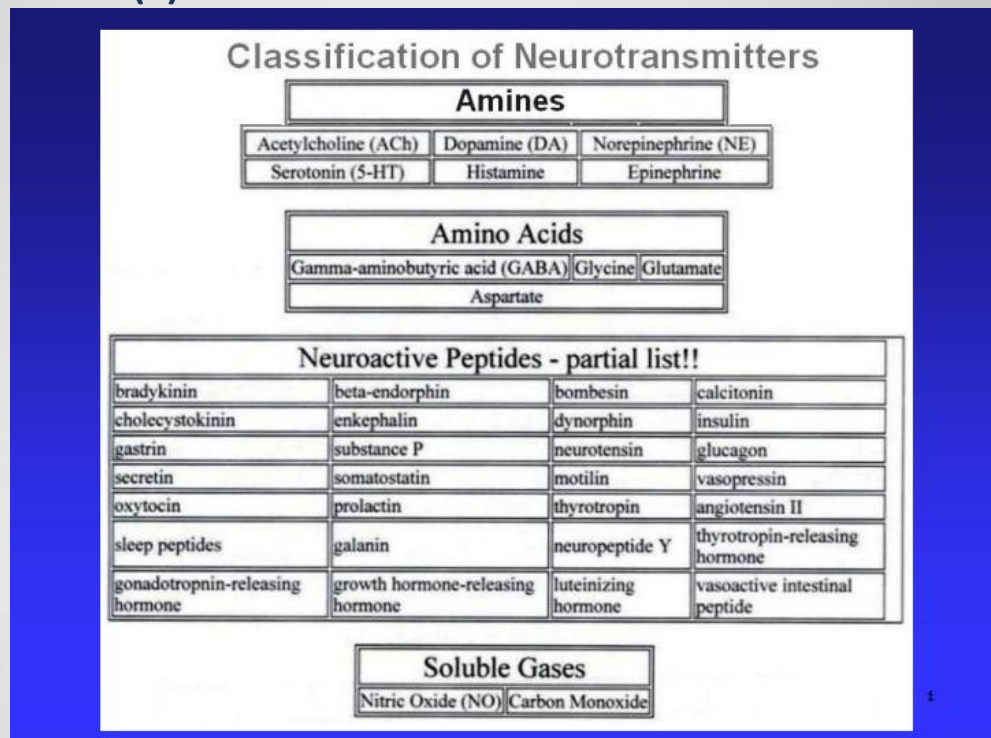 Classification of Neurotransmitters
Amines
Acetylcholine (ACh) Dopamine (DA) Norepinephrine (NE)
Serotonin (5-HT) Histamine Epinephrine
Amino Acids
Gamma-aminobutyric acid (GABA) Glycine Glutamate
Aspartate
Neuroactive Peptides - partial list!!
bradykinin beta-endorphin bombesin calcitonin
cholecystokinin enkephalin dynorphin insulin
gastrin substance P neurotensin glucagon
secretin somatostatin motilin vasopressin
oxytocin prolactin thyrotropin angiotensin II
sleep peptides galanin neuropeptide Y thyrotropin-releasing
hormone
gonadotropnin-releasing growth hormone-releasing luteinizing vasoactive intestinal
hormone hormone hormone peptide
Soluble Gases
Nitric Oxide (NO) Carbon Monoxide